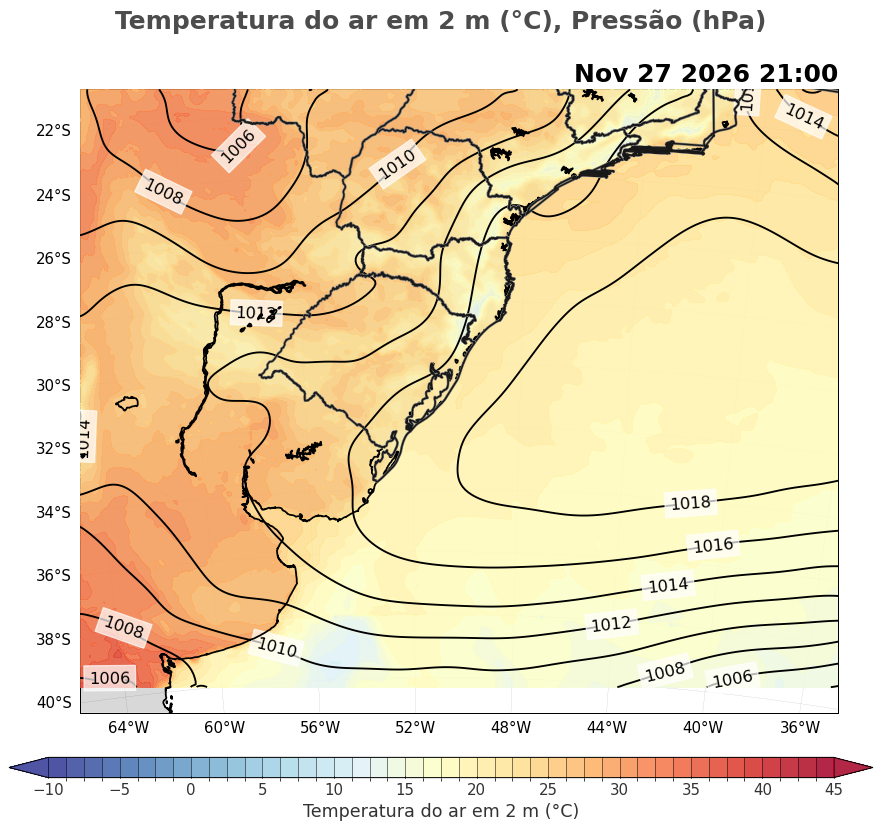 Temperatura do ar em 2 m (°C), Pressão (hPa)
Nov 27 2026 21:00
22°S
24°S
26°S
28°S
30°S
32°S
34°S
36°S
38°S
40°S
1006
1008
1010
1014
1012
1014
1018
1016
1014
1012
1010
1008
1006
1008
1006
64°W
60°W
56°W
52°W
48°W
44°W
40°W
36°W
−10
−5
0
5
10
15
20
25
30
35
40
45
Temperatura do ar em 2 m (°C)